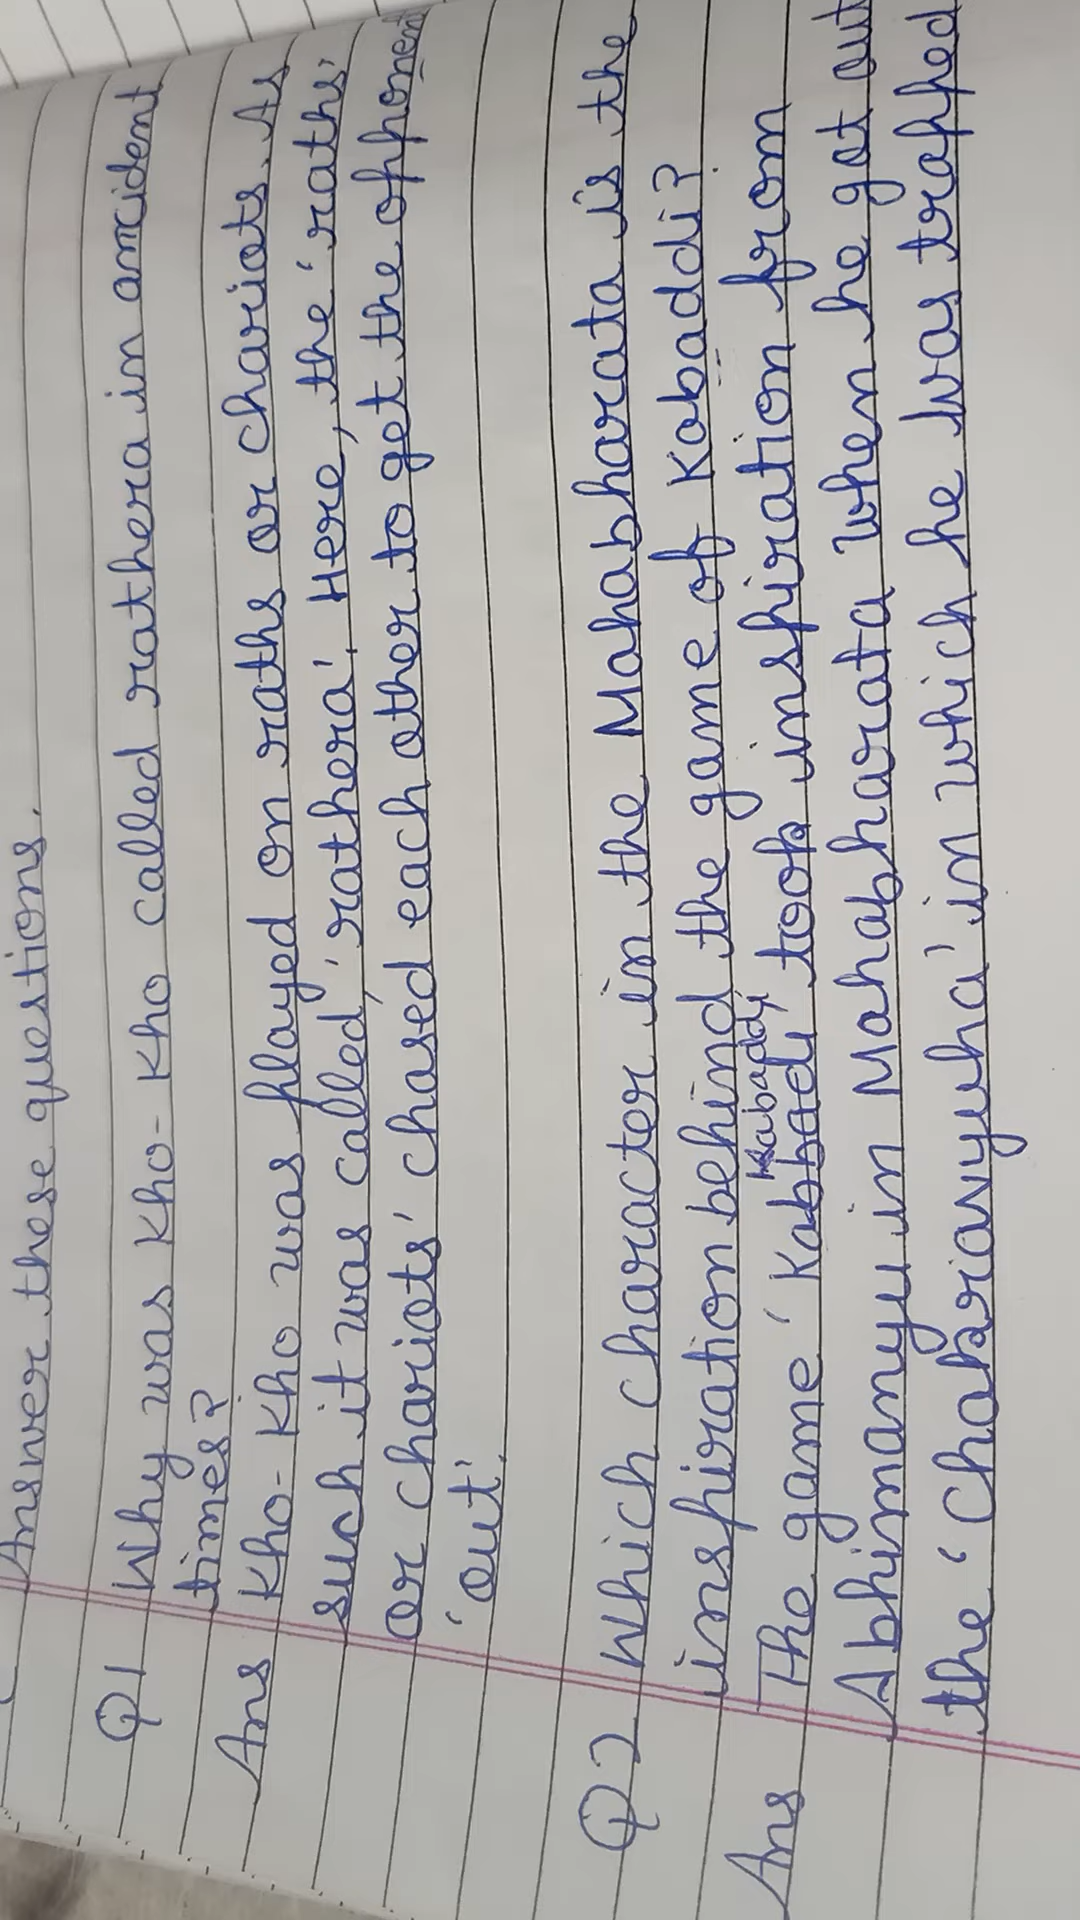 Answer these questions.
Q1 Why was Kho-Kho called rathera in ancident
times?
Ans Kho-Kho was played on raths or chariots. As
such it was called, 'rathera'. Here, the 'raths'
or chariots' chased each other to get the opponent
'out'.
Q2 Which character in the Mahabharata is the
inspiration behind the game of Kabaddi?
Kabaddi
Ans The game 'Kabbadi' took inspiration from
Abhimanyu in Mahabharata when he got out
the 'Chakravyuha' in which he was trapped